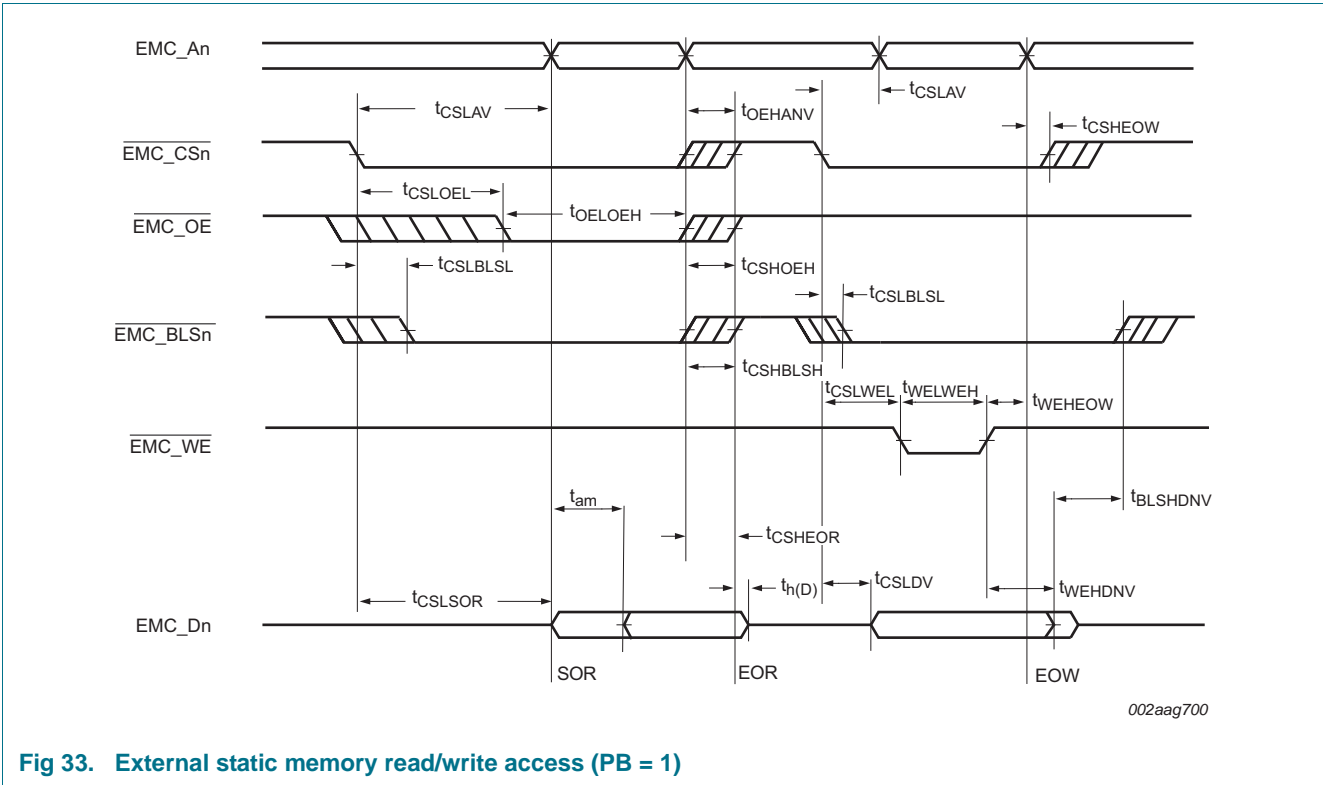 EMC_An
tCSLAV
tOEHANV
tCSLAV
tCSHEOW
EMC_CSn
tCSLOEL
tOELOEH
EMC_OE
tCSLBLSL
tCSHOEH
tCSLBLSL
EMC_BLSn
tCSHBLSH
tCSLWEL
tWELWEH
tWEHEOW
EMC_WE
tam
tBLSHDNV
tCSHEOR
tCSLSOR
th(D)
tCSLDV
tWEHDNV
EMC_Dn
SOR
EOR
EOW
002aag700
Fig 33. External static memory read/write access (PB = 1)